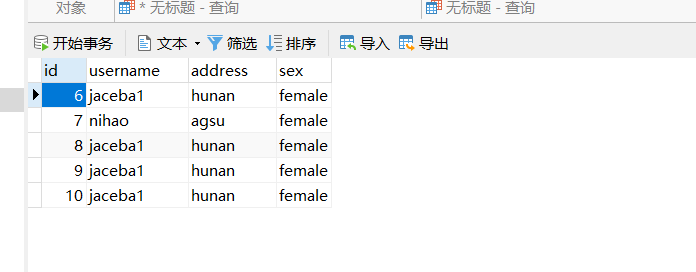 对象 * 无标题 - 查询 无标题 - 查询
开始事务 文本 筛选 排序 导入 导出
id username address sex
6 jaceba1 hunan female
7 nihao agsu female
8 jaceba1 hunan female
9 jaceba1 hunan female
10 jaceba1 hunan female